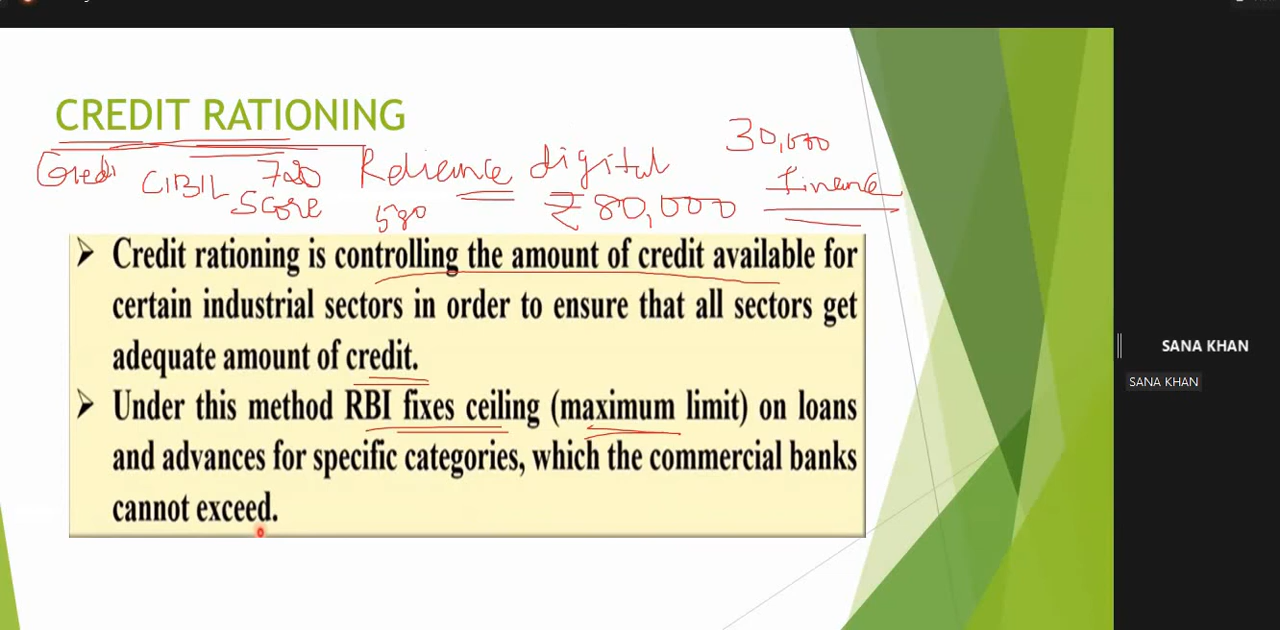 CREDIT RATIONING
30,000
Credi CIBIL 720 Relience digital finance
SCORE 580 ₹80,000
➤ Credit rationing is controlling the amount of credit available for
certain industrial sectors in order to ensure that all sectors get
adequate amount of credit.
➤ Under this method RBI fixes ceiling (maximum limit) on loans
and advances for specific categories, which the commercial banks
cannot exceed.
SANA KHAN
SANA KHAN